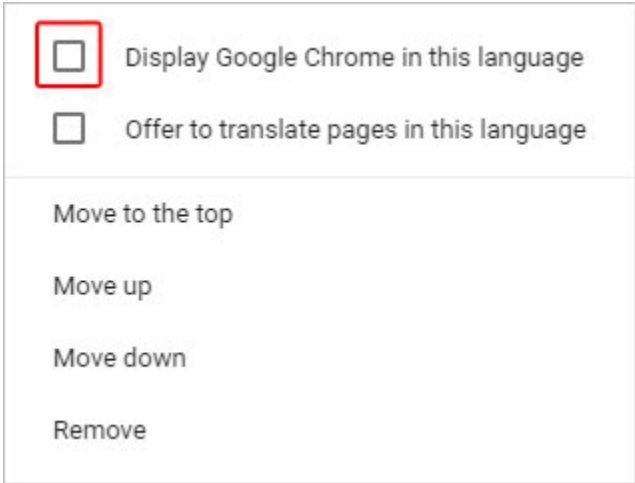 Display Google Chrome in this language
Offer to translate pages in this language
Move to the top
Move up
Move down
Remove